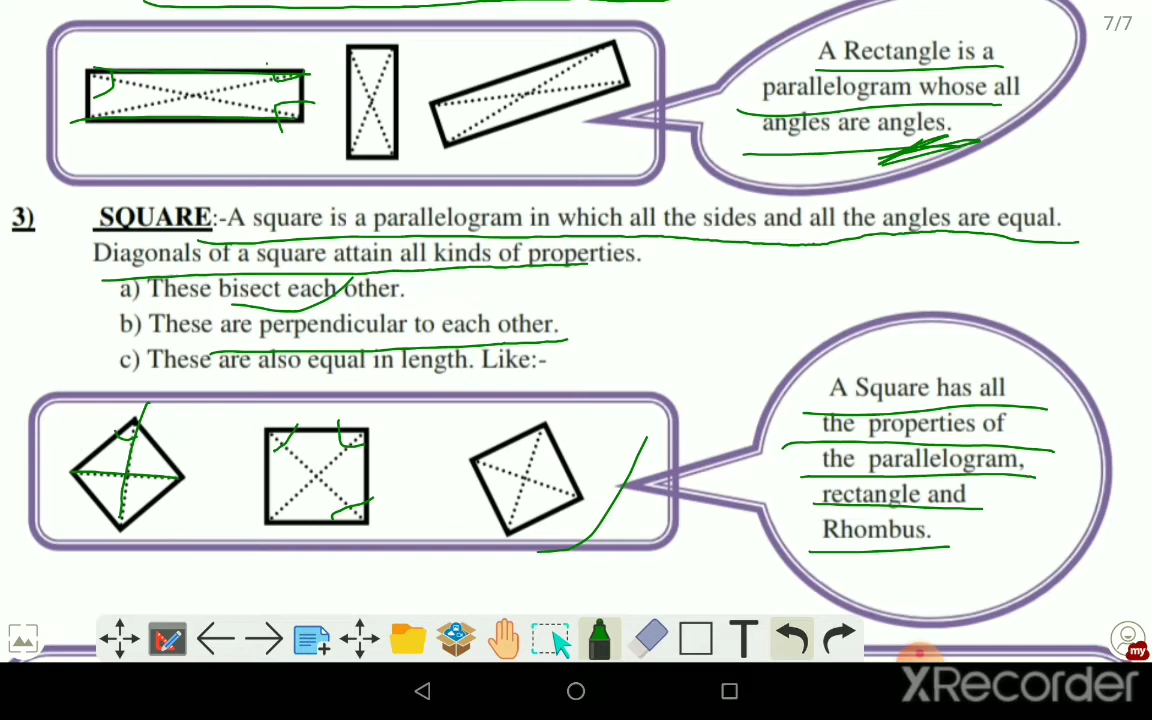 7/7
A Rectangle is a
parallelogram whose all
angles are angles.
3) SQUARE:-A square is a parallelogram in which all the sides and all the angles are equal.
Diagonals of a square attain all kinds of properties.
a) These bisect each other.
b) These are perpendicular to each other.
c) These are also equal in length. Like:-
A Square has all
the properties of
the parallelogram,
rectangle and
Rhombus.
T
my
XRecorder